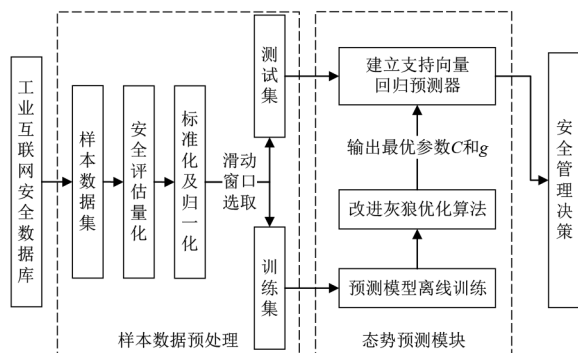 工业互联网安全数据库
样本数据集
安全评估量化
标准化及归一化
滑动
窗口
选取
测试集
训练集
样本数据预处理
建立支持向量
回归预测器
输出最优参数C和g
改进灰狼优化算法
预测模型离线训练
态势预测模块
安全管理决策